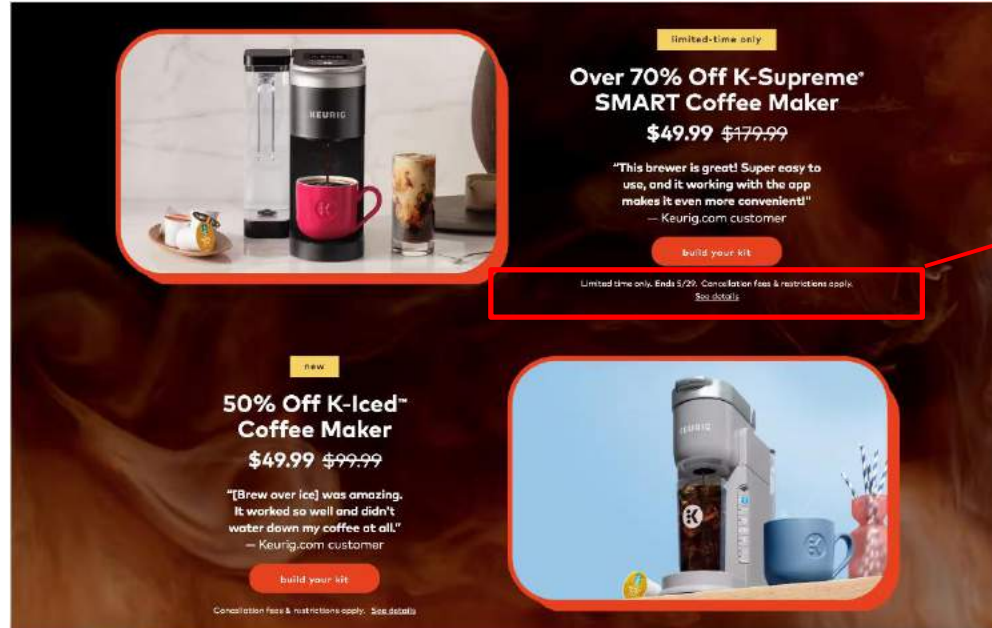 limited-time only
Over 70% Off K-Supreme®
SMART Coffee Maker
$49.99 $179.99
"This brewer is great! Super easy to
use, and it working with the app
makes it even more convenient!"
— Keurig.com customer
build your kit
Limited time only. Ends 5/29. Cancellation fees & restrictions apply.
See details
KEURIG
new
50% Off K-Iced™
Coffee Maker
$49.99 $99.99
"[Brew over ice] was amazing.
It worked so well and didn't
water down my coffee at all."
— Keurig.com customer
build your kit
Cancellation fees & restrictions apply. See details
KEURIG